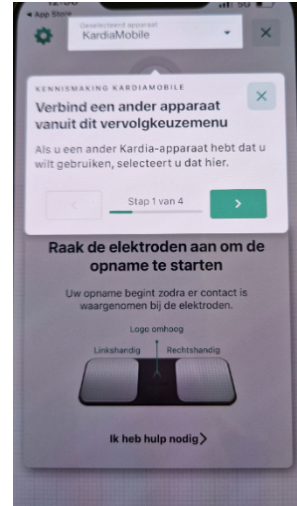 App Store
5G
Geselecteerd apparaat
KardiaMobile
KENNISMAKING KARDIAMOBILE
Verbind een ander apparaat
vanuit dit vervolgkeuzemenu
Als u een ander Kardia-apparaat hebt dat u
wilt gebruiken, selecteert u dat hier.
Stap 1 van 4
Raak de elektroden aan om de
opname te starten
Uw opname begint zodra er contact is
waargenomen bij de elektroden.
Logo omhoog
Linkshandig Rechtshandig
Ik heb hulp nodig